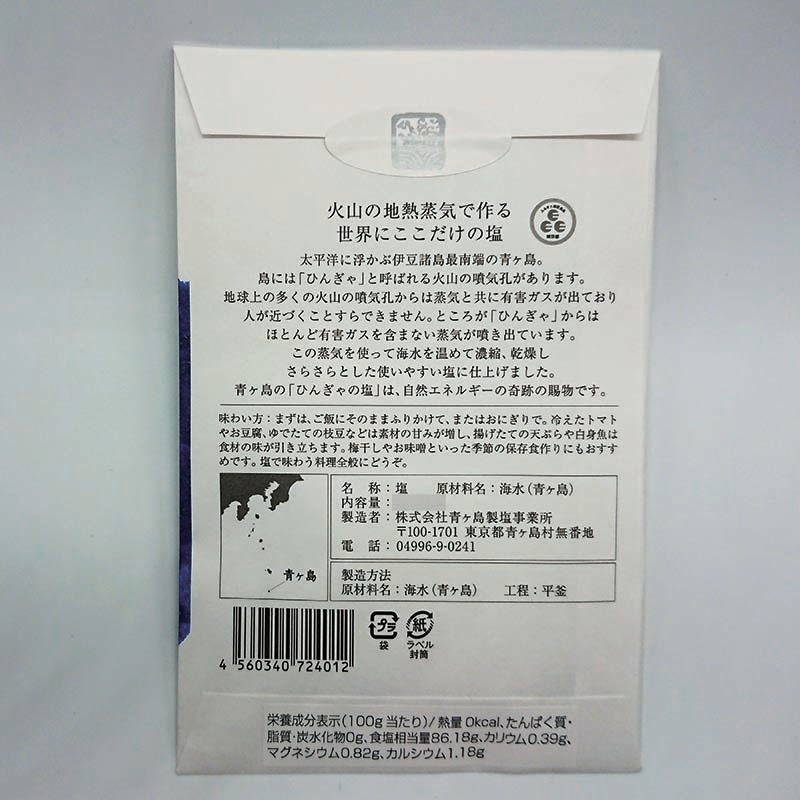 火山の地熱蒸気で作る
世界にここだけの塩
太平洋に浮かぶ伊豆諸島最南端の青ヶ島。
島には「ひんぎゃ」と呼ばれる火山の噴気孔があります。
地球上の多くの火山の噴気孔からは蒸気と共に有害ガスが出ており
人が近づくことすらできません。ところが「ひんぎゃ」からは
ほとんど有害ガスを含まない蒸気が噴き出ています。
この蒸気を使って海水を温めて濃縮、乾燥し
さらさらとした使いやすい塩に仕上げました。
青ヶ島の「ひんぎゃの塩」は、自然エネルギーの奇跡の賜物です。
味わい方：まずは、ご飯にそのままふりかけて、またはおにぎりで。冷えたトマト
やお豆腐、ゆでたての枝豆などは素材の甘みが増し、揚げたての天ぷらや白身魚は
食材の味が引き立ちます。梅干しやお味噌といった季節の保存食作りにもおすす
めです。塩で味わう料理全般にどうぞ。
青ヶ島
名　称：塩　原材料名：海水（青ヶ島）
内容量：
製造者：株式会社青ヶ島製塩事業所
〒100-1701 東京都青ヶ島村無番地
電　話：04996-9-0241
製造方法
原材料名：海水（青ヶ島）　工程：平釜
4 560340 724012
プラ
袋
紙
ラベル
封筒
栄養成分表示（100g当たり）/熱量0kcal、たんぱく質・
脂質・炭水化物0g、食塩相当量86.18g、カリウム0.39g、
マグネシウム0.82g、カルシウム1.18g